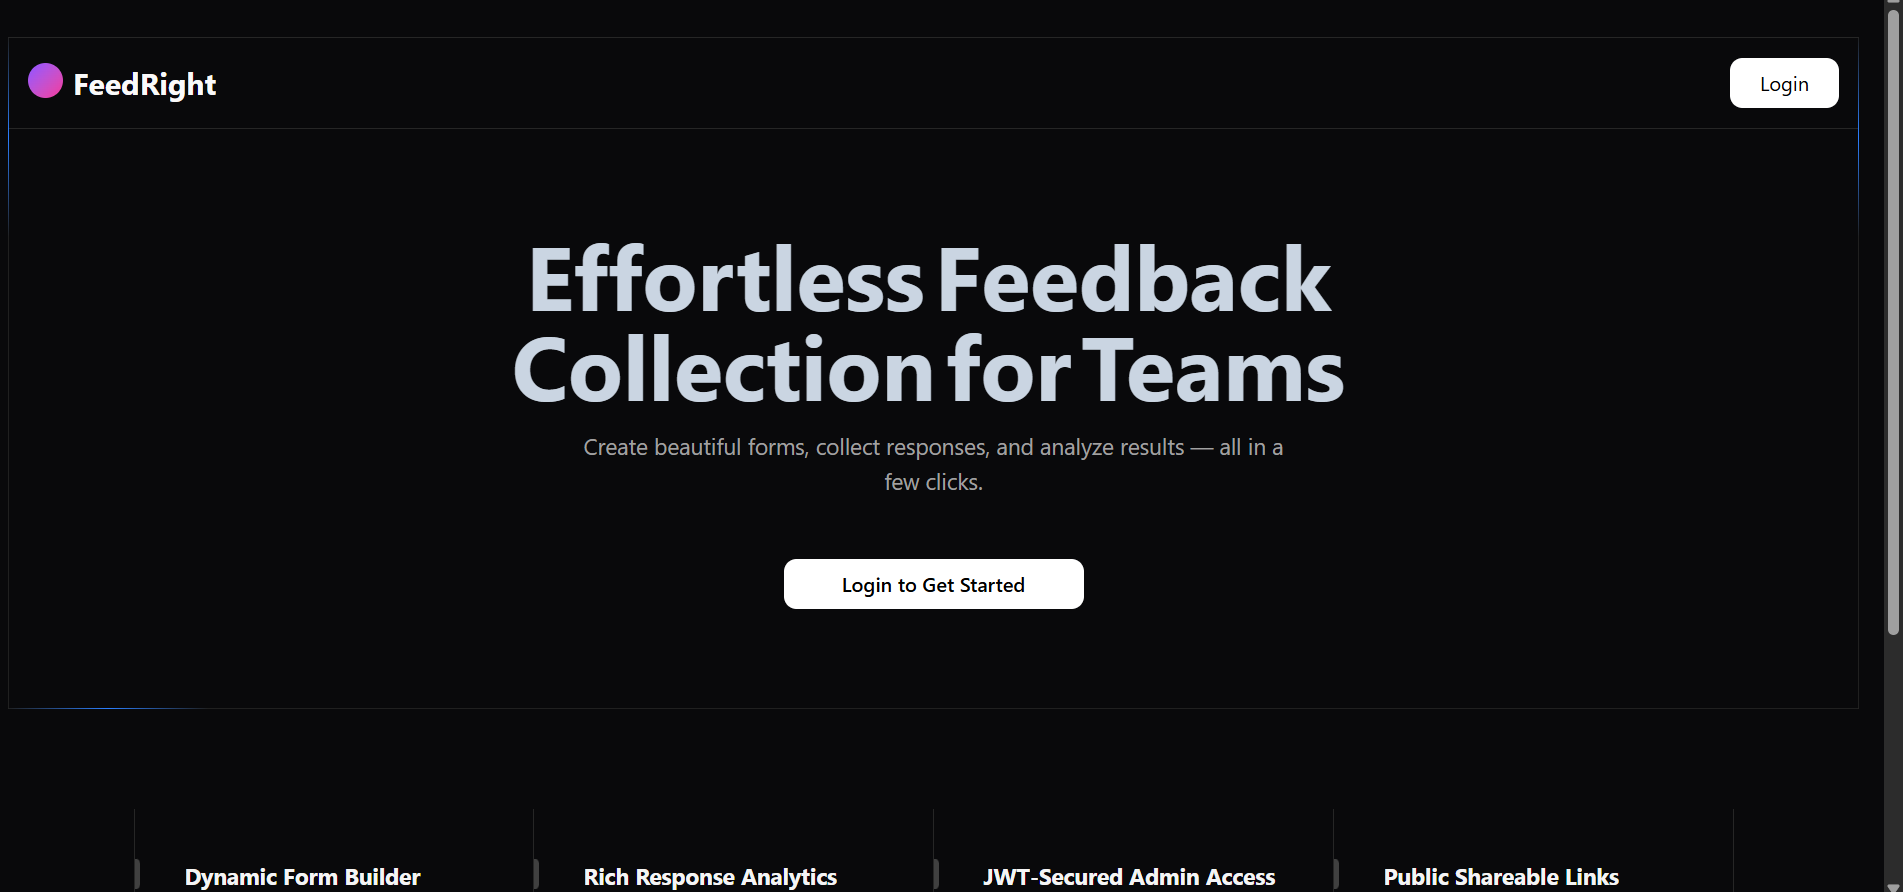 FeedRight
Login
Effortless Feedback
Collection for Teams
Create beautiful forms, collect responses, and analyze results — all in a
few clicks.
Login to Get Started
Dynamic Form Builder
Rich Response Analytics
JWT-Secured Admin Access
Public Shareable Links